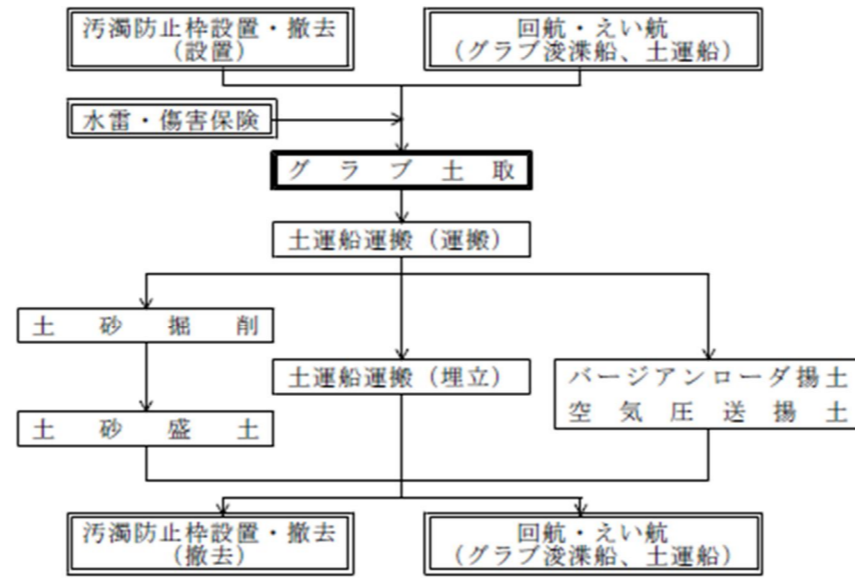 汚濁防止枠設置・撤去
(設置)
回航・えい航
(グラブ浚渫船、土運船)
水雷・傷害保険
グラブ土取
土運船運搬(運搬)
土砂掘削
土運船運搬(埋立)
バージアンローダ揚土
空気圧送揚土
土砂盛土
汚濁防止枠設置・撤去
(撤去)
回航・えい航
(グラブ浚渫船、土運船)